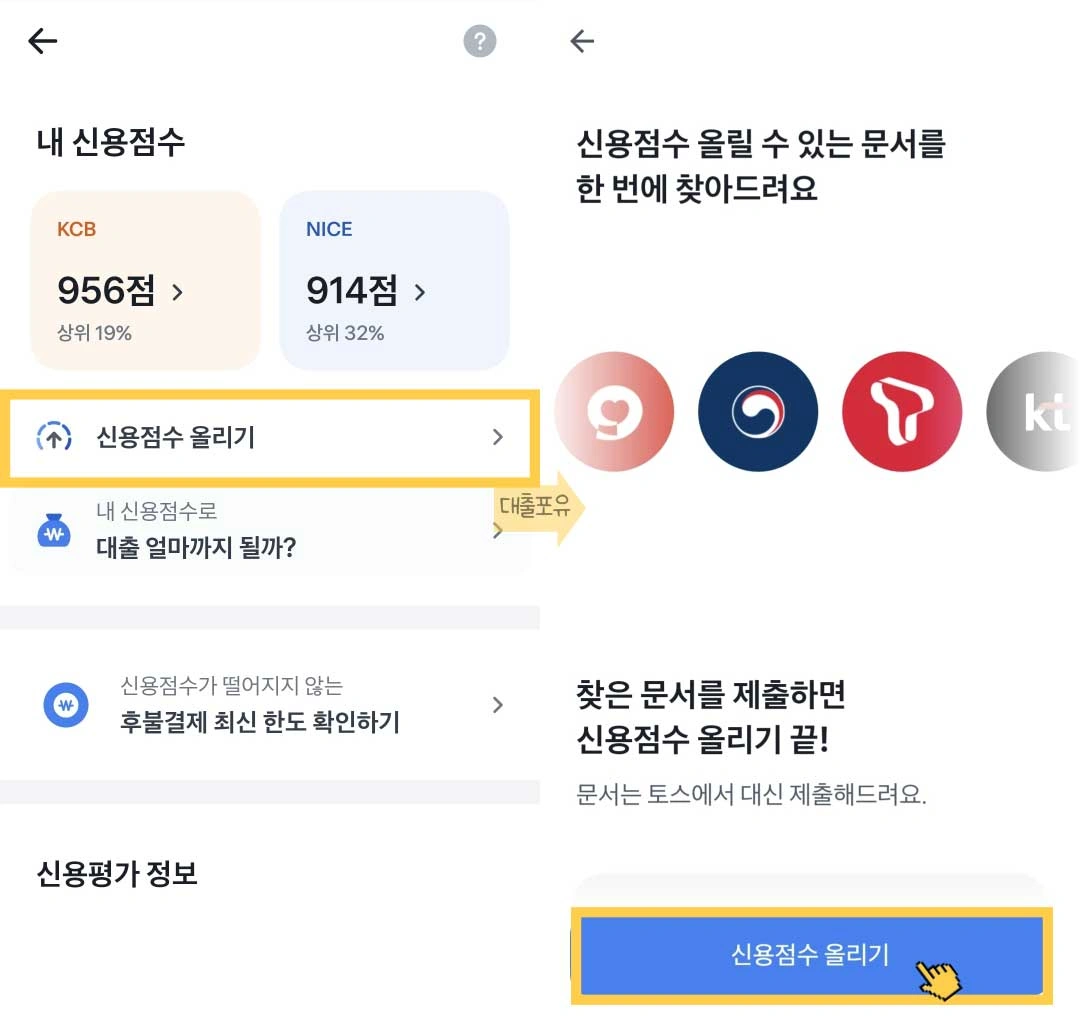 ?
내 신용점수
KCB
956점
상위 19%
NICE
914점
상위 32%
신용점수 올리기
내 신용점수로
대출 얼마까지 될까?
신용점수가 떨어지지 않는
후불결제 최신 한도 확인하기
신용평가 정보
대출포유
신용점수 올릴 수 있는 문서를
한 번에 찾아드려요
kt
찾은 문서를 제출하면
신용점수 올리기 끝!
문서는 토스에서 대신 제출해드려요.
신용점수 올리기